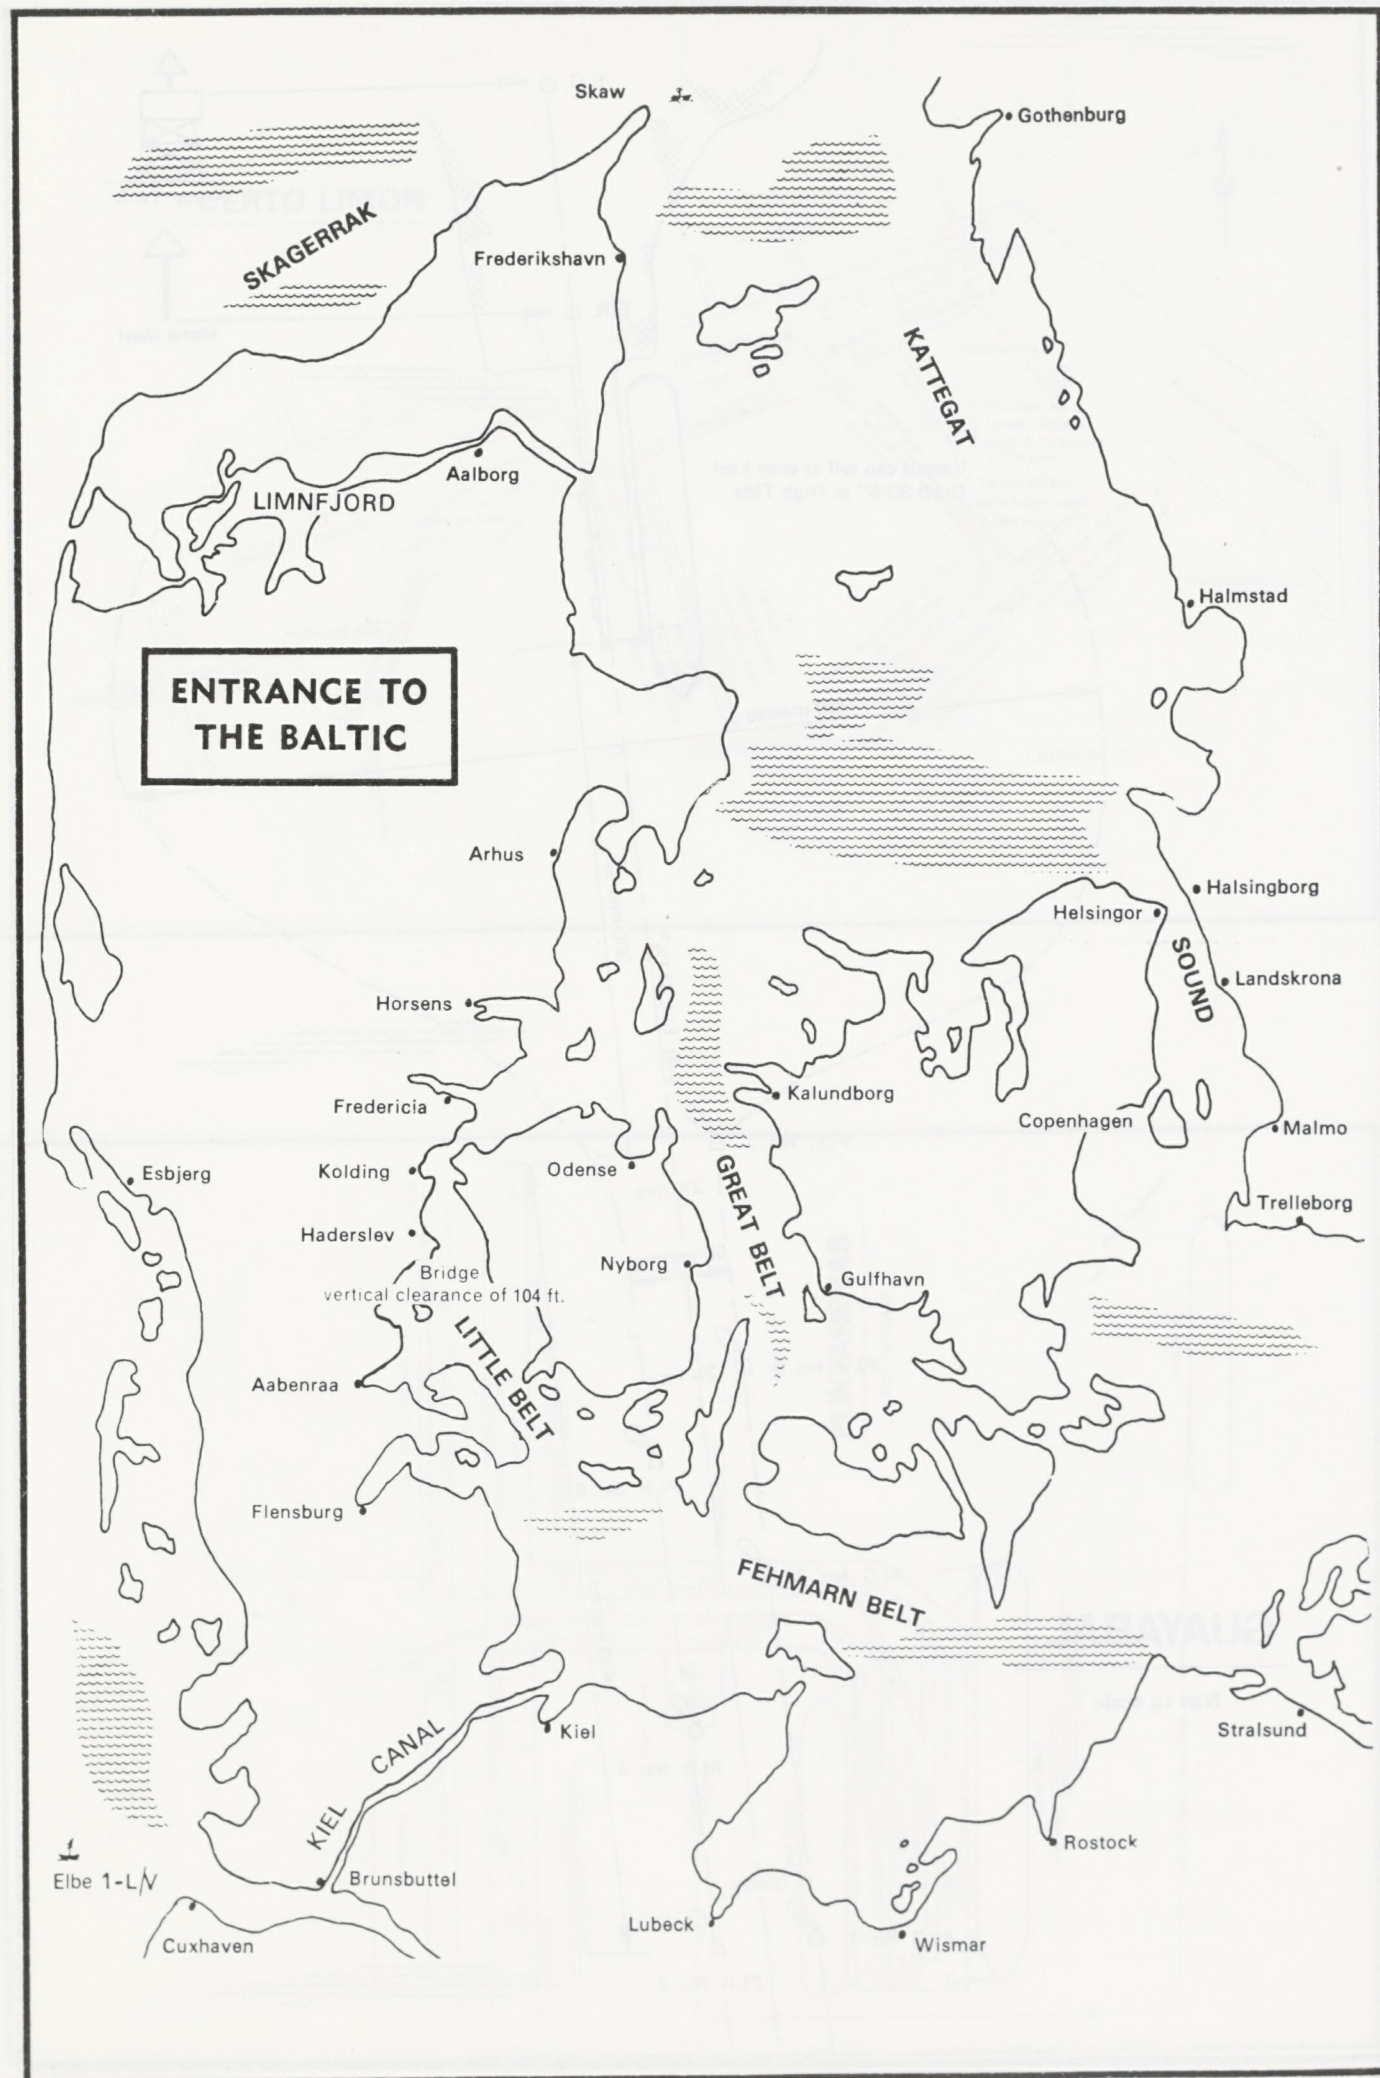 Skaw
Gothenburg
SKAGERRAK
Frederikshavn
KATTEGAT
Aalborg
LIMNFJORD
Halmstad
ENTRANCE TO
THE BALTIC
Arhus
Halsingborg
Helsingor
SOUND
Landskrona
Horsens
Kalundborg
Fredericia
Copenhagen
Malmo
Esbjerg
Kolding
Odense
GREAT BELT
Trelleborg
Haderslev
Nyborg
Bridge
vertical clearance of 104 ft.
Gulfhavn
LITTLE BELT
Aabenraa
Flensburg
FEHMARN BELT
Kiel
Stralsund
KIEL CANAL
Rostock
Elbe 1-L/V
Brunsbuttel
Lubeck
Wismar
Cuxhaven